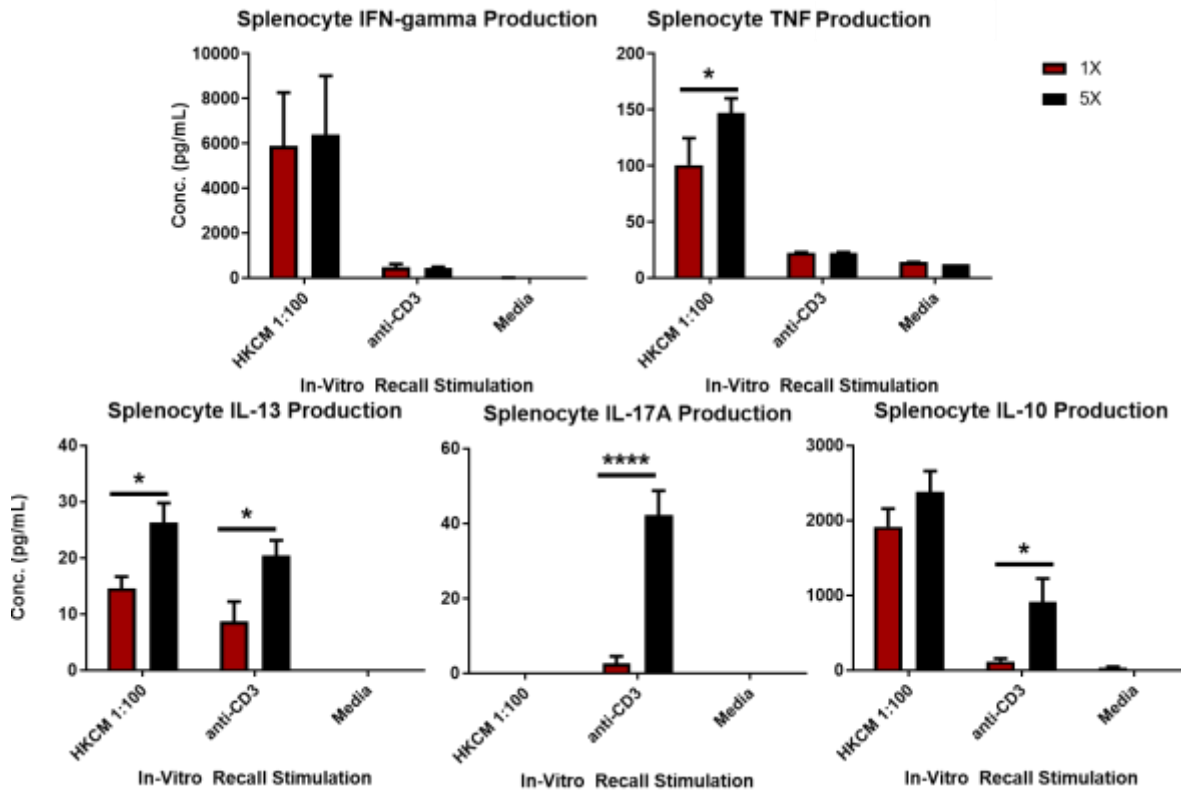 Splenocyte IFN-gamma Production
Conc. (pg/mL)
10000
8000
6000
4000
2000
0
HKCM 1:100
anti-CD3
Media
In-Vitro Recall Stimulation
Splenocyte TNF Production
200
150
100
50
0
*
HKCM 1:100
anti-CD3
Media
In-Vitro Recall Stimulation
1X
5X
Splenocyte IL-13 Production
Conc. (pg/mL)
40
30
20
10
0
*
*
HKCM 1:100
anti-CD3
Media
In-Vitro Recall Stimulation
Splenocyte IL-17A Production
60
40
20
0
****
HKCM 1:100
anti-CD3
Media
In-Vitro Recall Stimulation
Splenocyte IL-10 Production
3000
2000
1000
0
*
HKCM 1:100
anti-CD3
Media
In-Vitro Recall Stimulation